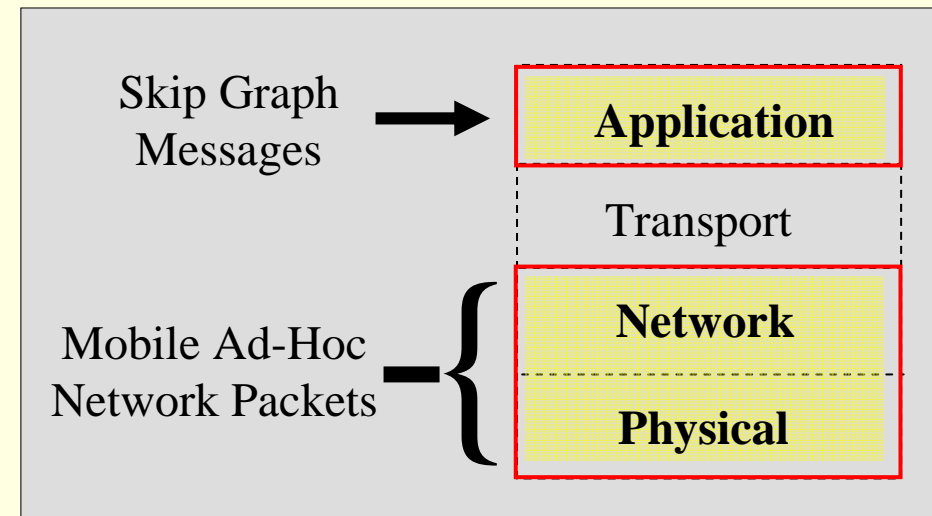 Skip Graph
Messages
Application
Transport
Mobile Ad-Hoc
Network Packets
Network
Physical